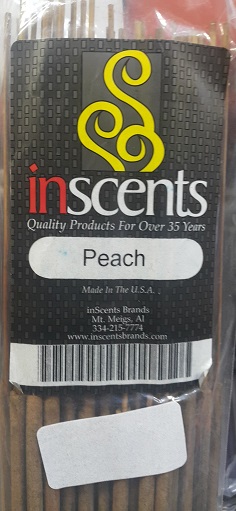 inscents
Quality Products For Over 35 Years
Peach
Made In The U.S.A.
inScents Brands
Mt. Meigs, Al
334-215-7774
www.inscentsbrands.com